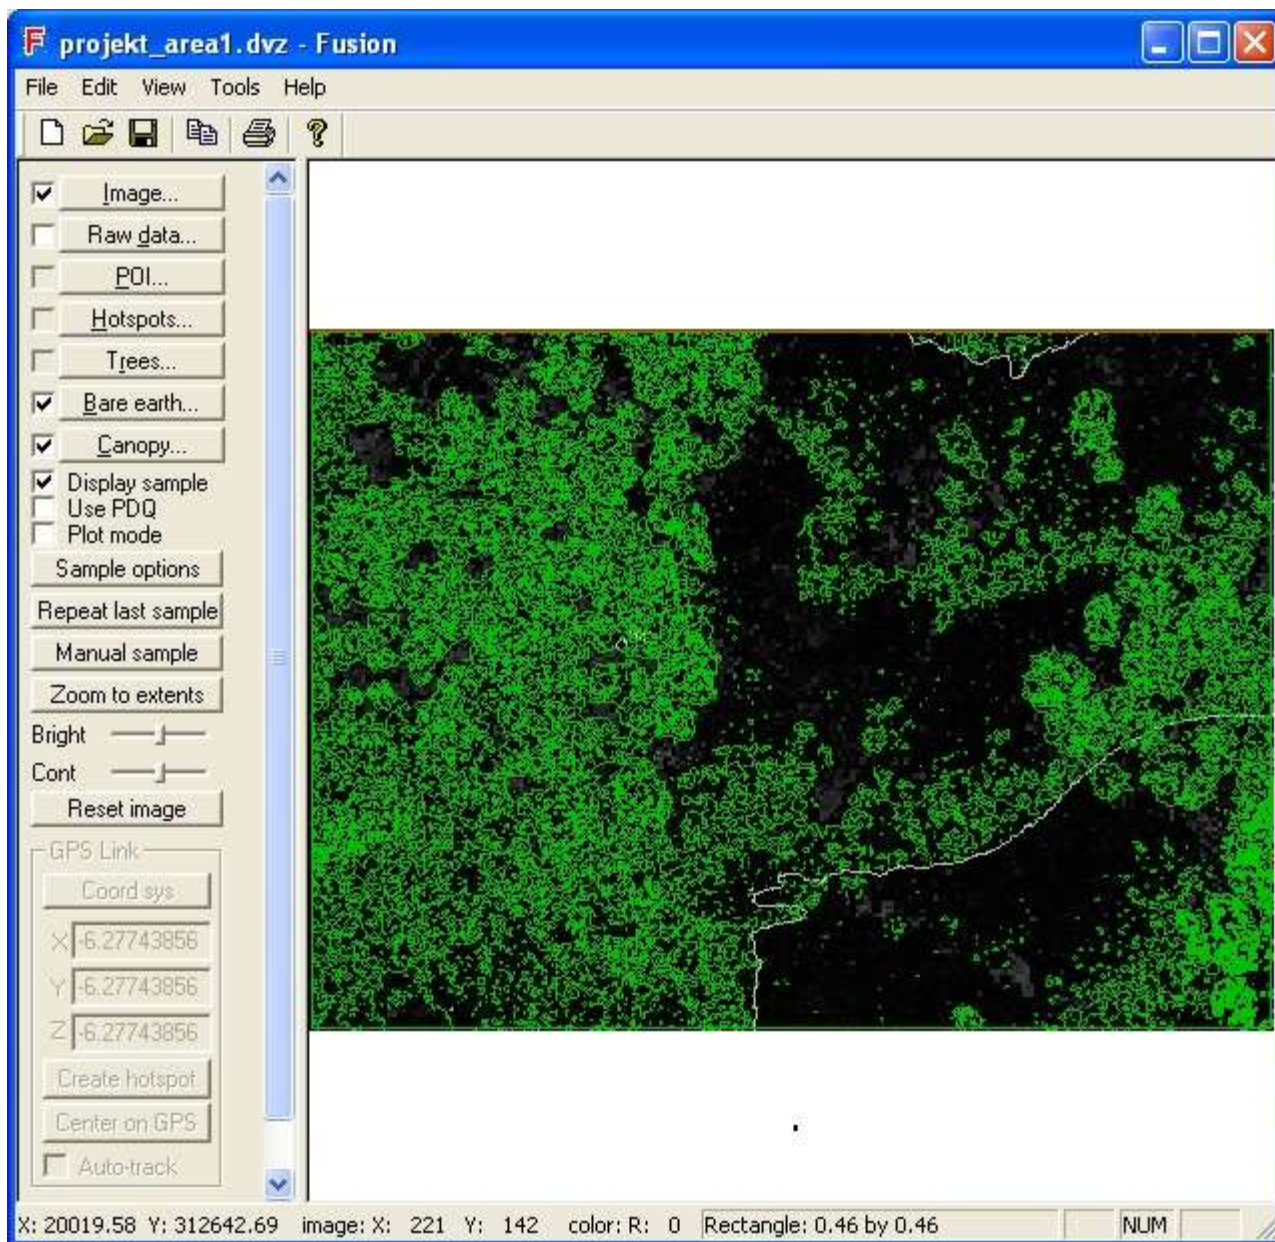 projekt_area1.dvz - Fusion
File Edit View Tools Help
Image...
Raw data...
POI...
Hotspots...
Trees...
Bare earth...
Canopy...
Display sample
Use PDQ
Plot mode
Sample options
Repeat last sample
Manual sample
Zoom to extents
Bright
Cont
Reset image
GPS Link
Coord sys
X -6.27743856
Y -6.27743856
Z -6.27743856
Create hotspot
Center on GPS
Auto-track
X: 20019.58 Y: 312642.69 image: X: 221 Y: 142 color: R: 0 Rectangle: 0.46 by 0.46 NUM